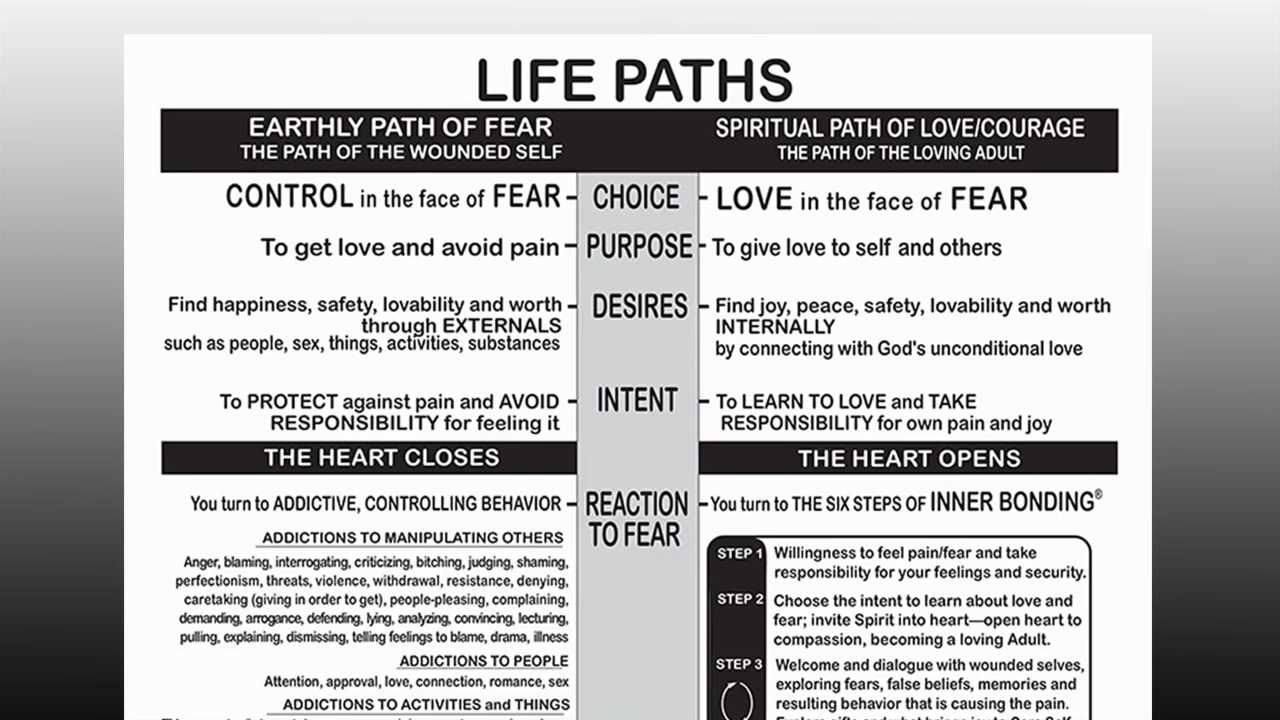 LIFE PATHS
EARTHLY PATH OF FEAR
THE PATH OF THE WOUNDED SELF
SPIRITUAL PATH OF LOVE/COURAGE
THE PATH OF THE LOVING ADULT
CONTROL in the face of FEAR
CHOICE
LOVE in the face of FEAR
To get love and avoid pain
PURPOSE
To give love to self and others
Find happiness, safety, lovability and worth
through EXTERNALS
such as people, sex, things, activities, substances
DESIRES
Find joy, peace, safety, lovability and worth
INTERNALLY
by connecting with God's unconditional love
To PROTECT against pain and AVOID
RESPONSIBILITY for feeling it
INTENT
To LEARN TO LOVE and TAKE
RESPONSIBILITY for own pain and joy
THE HEART CLOSES
THE HEART OPENS
You turn to ADDICTIVE, CONTROLLING BEHAVIOR
REACTION
TO FEAR
You turn to THE SIX STEPS OF INNER BONDING®
ADDICTIONS TO MANIPULATING OTHERS
Anger, blaming, interrogating, criticizing, bitching, judging, shaming,
perfectionism, threats, violence, withdrawal, resistance, denying,
caretaking (giving in order to get), people-pleasing, complaining,
demanding, arrogance, defending, lying, analyzing, convincing, lecturing,
pulling, explaining, dismissing, telling feelings to blame, drama, illness
ADDICTIONS TO PEOPLE
Attention, approval, love, connection, romance, sex
ADDICTIONS TO ACTIVITIES and THINGS
STEP 1
Willingness to feel pain/fear and take
responsibility for your feelings and security.
STEP 2
Choose the intent to learn about love and
fear; invite Spirit into heart—open heart to
compassion, becoming a loving Adult.
STEP 3
Welcome and dialogue with wounded selves,
exploring fears, false beliefs, memories and
resulting behavior that is causing the pain.